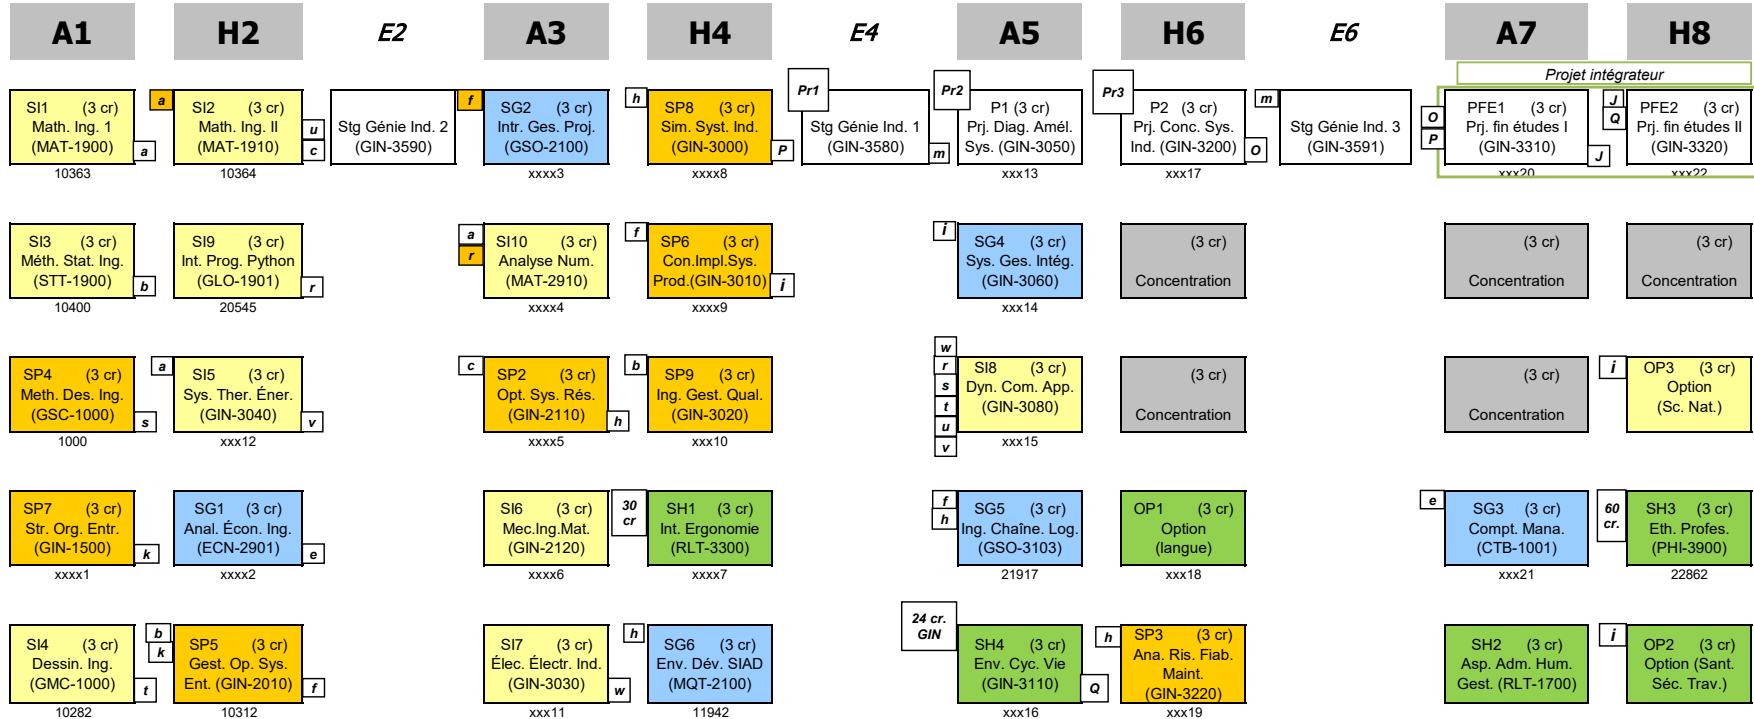 A1 H2 E2 A3 H4 E4 A5 H6 E6 A7 H8
Projet intégrateur
SI1 (3 cr)
Math. Ing. 1
(MAT-1900)
a
10363
a
SI2 (3 cr)
Math. Ing. II
(MAT-1910)
u
c
10364
Stg Génie Ind. 2
(GIN-3590)
f
SG2 (3 cr)
Intr. Ges. Proj.
(GSO-2100)
xxxx3
h
SP8 (3 cr)
Sim. Syst. Ind.
(GIN-3000)
P
xxxx8
Pr1
Stg Génie Ind. 1
(GIN-3580)
m
Pr2
P1 (3 cr)
Prj. Diag. Amél.
Sys. (GIN-3050)
xxx13
Pr3
P2 (3 cr)
Prj. Conc. Sys.
Ind. (GIN-3200)
O
xxx17
m
Stg Génie Ind. 3
(GIN-3591)
O
P
PFE1 (3 cr)
Prj. fin études I
(GIN-3310)
J
xxx20
J
Q
PFE2 (3 cr)
Prj. fin études II
(GIN-3320)
xxx22
SI3 (3 cr)
Méth. Stat. Ing.
(STT-1900)
b
10400
SI9 (3 cr)
Int. Prog. Python
(GLO-1901)
r
20545
a
r
SI10 (3 cr)
Analyse Num.
(MAT-2910)
xxxx4
f
SP6 (3 cr)
Con.Impl.Sys.
Prod.(GIN-3010)
i
xxxx9
i
SG4 (3 cr)
Sys. Ges. Intég.
(GIN-3060)
xxx14
(3 cr)
Concentration
(3 cr)
Concentration
(3 cr)
Concentration
SP4 (3 cr)
Meth. Des. Ing.
(GSC-1000)
s
1000
a
SI5 (3 cr)
Sys. Ther. Éner.
(GIN-3040)
v
xxx12
c
SP2 (3 cr)
Opt. Sys. Rés.
(GIN-2110)
h
xxxx5
b
SP9 (3 cr)
Ing. Gest. Qual.
(GIN-3020)
xxx10
w
r
s
t
u
v
SI8 (3 cr)
Dyn. Com. App.
(GIN-3080)
xxx15
(3 cr)
Concentration
(3 cr)
Concentration
i
OP3 (3 cr)
Option
(Sc. Nat.)
SP7 (3 cr)
Str. Org. Entr.
(GIN-1500)
k
xxxx1
SG1 (3 cr)
Anal. Écon. Ing.
(ECN-2901)
e
xxxx2
SI6 (3 cr)
Mec.Ing.Mat.
(GIN-2120)
xxxx6
30
cr
SH1 (3 cr)
Int. Ergonomie
(RLT-3300)
xxxx7
f
h
SG5 (3 cr)
Ing. Chaîne. Log.
(GSO-3103)
21917
OP1 (3 cr)
Option
(langue)
xxx18
e
SG3 (3 cr)
Compt. Mana.
(CTB-1001)
xxx21
60
cr.
SH3 (3 cr)
Eth. Profes.
(PHI-3900)
22862
SI4 (3 cr)
Dessin. Ing.
(GMC-1000)
t
10282
b
k
SP5 (3 cr)
Gest. Op. Sys.
Ent. (GIN-2010)
f
10312
SI7 (3 cr)
Élec. Électr. Ind.
(GIN-3030)
w
xxx11
h
SG6 (3 cr)
Env. Dév. SIAD
(MQT-2100)
11942
24 cr.
GIN
SH4 (3 cr)
Env. Cyc. Vie
(GIN-3110)
Q
xxx16
h
SP3 (3 cr)
Ana. Ris. Fiab.
Maint.
(GIN-3220)
xxx19
SH2 (3 cr)
Asp. Adm. Hum.
Gest. (RLT-1700)
i
OP2 (3 cr)
Option (Sant.
Séc. Trav.)